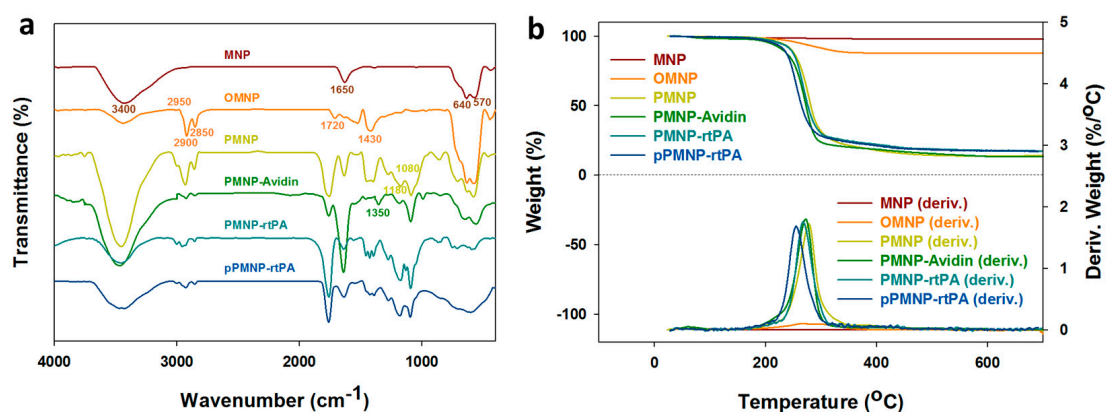 a
MNP
3400
1650
640
570
OMNP
2950
2900
2850
1720
1430
PMNP
1080
1180
PMNP-Avidin
1350
PMNP-rtPA
pPMNP-rtPA
4000 3000 2000 1000
Wavenumber (cm-1)
Transmittance (%)
b
100
50
0
-50
-100
Weight (%)
MNP
OMNP
PMNP
PMNP-Avidin
PMNP-rtPA
pPMNP-rtPA
MNP (deriv.)
OMNP (deriv.)
PMNP (deriv.)
PMNP-Avidin (deriv.)
PMNP-rtPA (deriv.)
pPMNP-rtPA (deriv.)
5
4
3
2
1
0
Deriv. Weight (%/°C)
0 200 400 600
Temperature (°C)